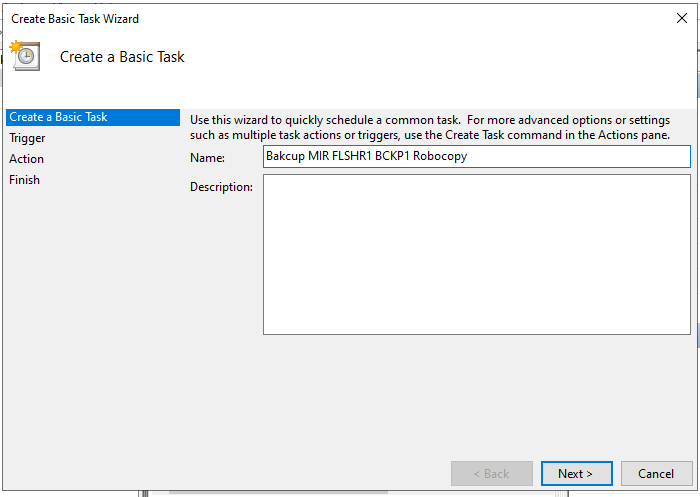 Create Basic Task Wizard
Create a Basic Task
Create a Basic Task
Trigger
Action
Finish
Use this wizard to quickly schedule a common task. For more advanced options or settings
such as multiple task actions or triggers, use the Create Task command in the Actions pane.
Name: Bakcup MIR FLSHR1 BCKP1 Robocopy
Description:
< Back Next > Cancel